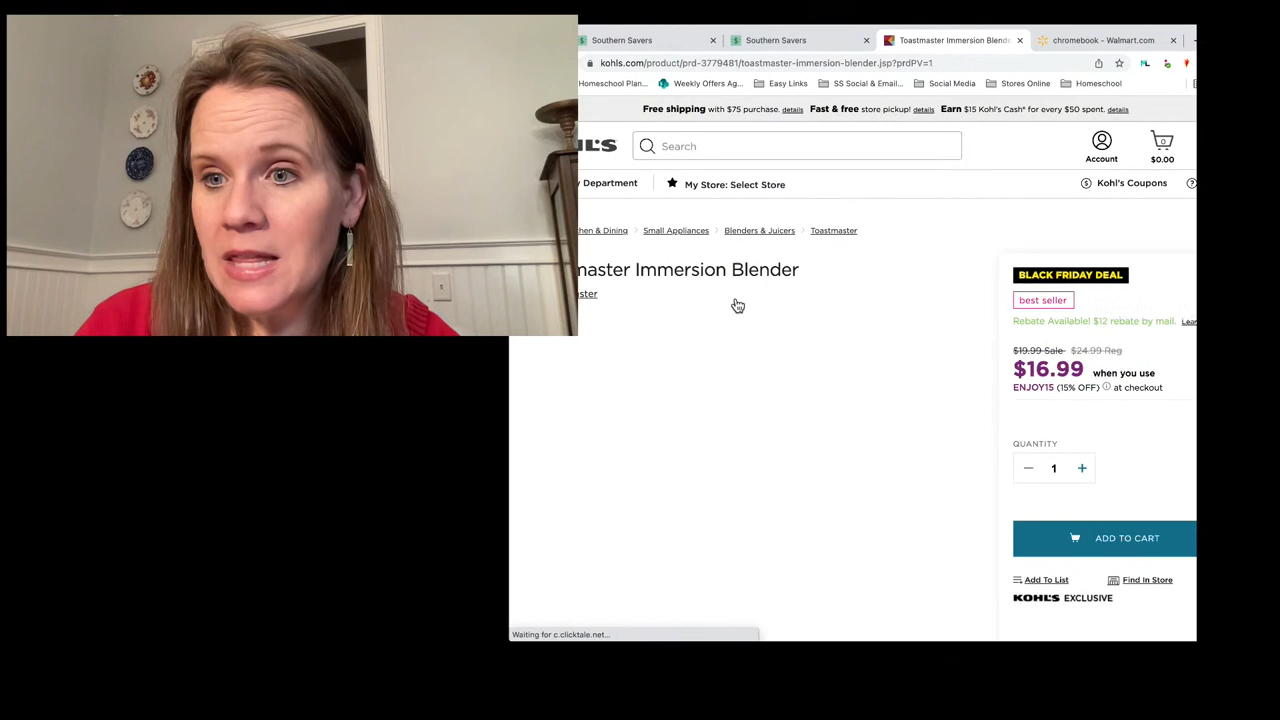 Southern Savers
Southern Savers
Toastmaster Immersion Blend
chromebook - Walmart.com
kohls.com/product/prd-3779481/toastmaster-immersion-blender.jsp?prdPV=1
Homeschool Plan...
Weekly Offers Ag...
Easy Links
SS Social & Email...
Social Media
Stores Online
Homeschool
Free shipping with $75 purchase. details Fast & free store pickup! details Earn $15 Kohl's Cash® for every $50 spent. details
HL'S
Search
Account
0
$0.00
y Department
My Store: Select Store
Kohl's Coupons
hen & Dining
Small Appliances
Blenders & Juicers
Toastmaster
master Immersion Blender
ster
BLACK FRIDAY DEAL
best seller
Rebate Available! $12 rebate by mail. Lear
$19.99 Sale $24.99 Reg
$16.99 when you use
ENJOY15 (15% OFF) at checkout
QUANTITY
1
ADD TO CART
Add To List
Find In Store
KOHL'S EXCLUSIVE
Waiting for c.clicktale.net...